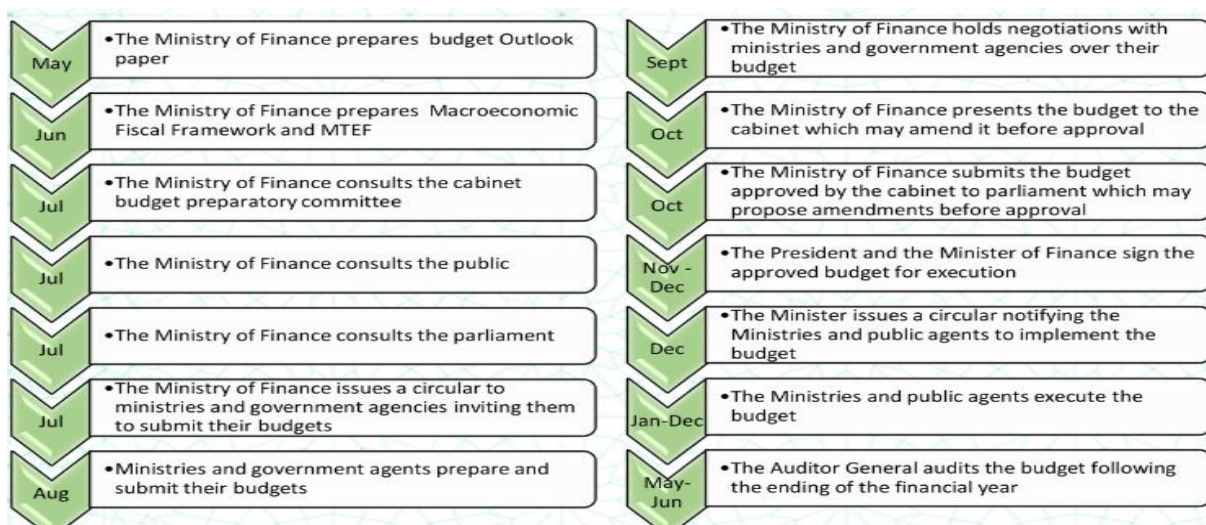 May
•The Ministry of Finance prepares budget Outlook
paper
Jun
•The Ministry of Finance prepares Macroeconomic
Fiscal Framework and MTEF
Jul
•The Ministry of Finance consults the cabinet
budget preparatory committee
Jul
•The Ministry of Finance consults the public
Jul
•The Ministry of Finance consults the parliament
Jul
•The Ministry of Finance issues a circular to
ministries and government agencies inviting them
to submit their budgets
Aug
•Ministries and government agents prepare and
submit their budgets
Sept
•The Ministry of Finance holds negotiations with
ministries and government agencies over their
budget
Oct
•The Ministry of Finance presents the budget to the
cabinet which may amend it before approval
Oct
•The Ministry of Finance submits the budget
approved by the cabinet to parliament which may
propose amendments before approval
Nov -
Dec
•The President and the Minister of Finance sign the
approved budget for execution
Dec
•The Minister issues a circular notifying the
Ministries and public agents to implement the
budget
Jan-Dec
•The Ministries and public agents execute the
budget
May-
Jun
•The Auditor General audits the budget following
the ending of the financial year